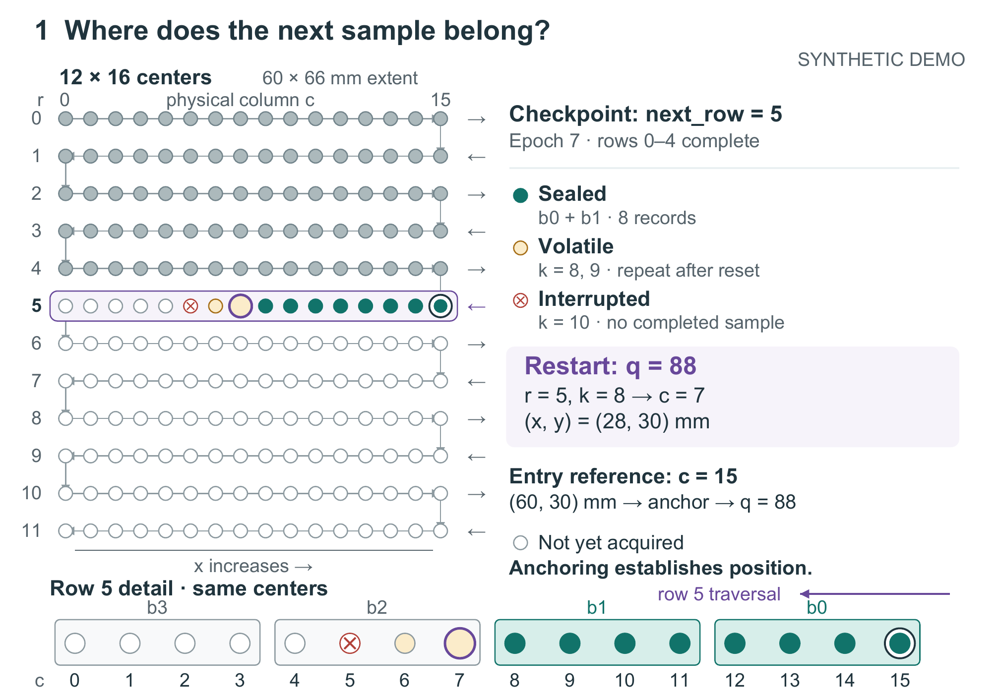 1 Where does the next sample belong?
SYNTHETIC DEMO
12 × 16 centers 60 × 66 mm extent
r 0 physical column c 15
0 →
1 ←
2 →
3 ←
4 →
5 ←
6 →
7 ←
8 →
9 ←
10 →
11 ←
x increases →
Checkpoint: next_row = 5
Epoch 7 · rows 0–4 complete
Sealed
b0 + b1 · 8 records
Volatile
k = 8, 9 · repeat after reset
Interrupted
k = 10 · no completed sample
Restart: q = 88
r = 5, k = 8 → c = 7
(x, y) = (28, 30) mm
Entry reference: c = 15
(60, 30) mm → anchor → q = 88
Not yet acquired
Anchoring establishes position.
Row 5 detail · same centers
row 5 traversal
b3 b2 b1 b0
c 0 1 2 3 4 5 6 7 8 9 10 11 12 13 14 15